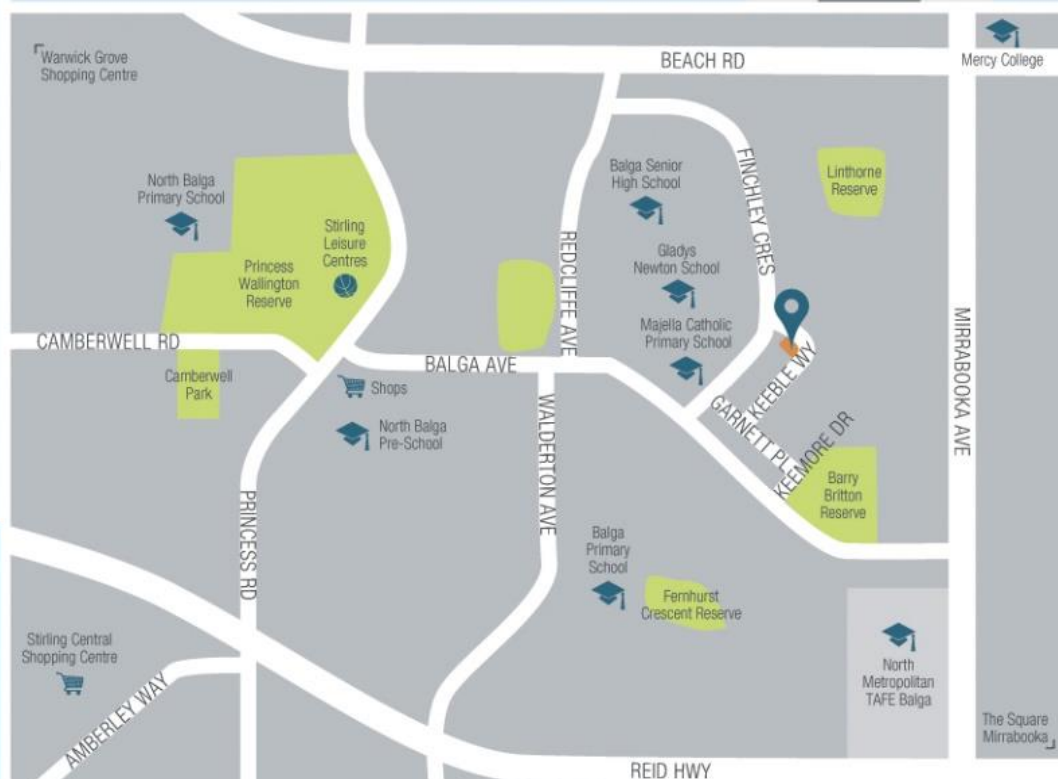 Warwick Grove
Shopping Centre
BEACH RD
Mercy College
North Balga
Primary School
Stirling
Leisure
Centres
Princess
Wallington
Reserve
Balga Senior
High School
FINCHLEY CRES
Linthorne
Reserve
REDCLIFFE AVE
Gladys
Newton School
Majella Catholic
Primary School
CAMBERWELL RD
Camberwell
Park
BALGA AVE
Shops
North Balga
Pre-School
KEEBLE WY
GARNETT PL
KEEMORE DR
MIRRABOOKA AVE
WALDERTON AVE
PRINCESS RD
Barry
Britton
Reserve
Balga
Primary
School
Fernhurst
Crescent Reserve
Stirling Central
Shopping Centre
AMBERLEY WAY
North
Metropolitan
TAFE Balga
The Square
Mirrabooka
REID HWY